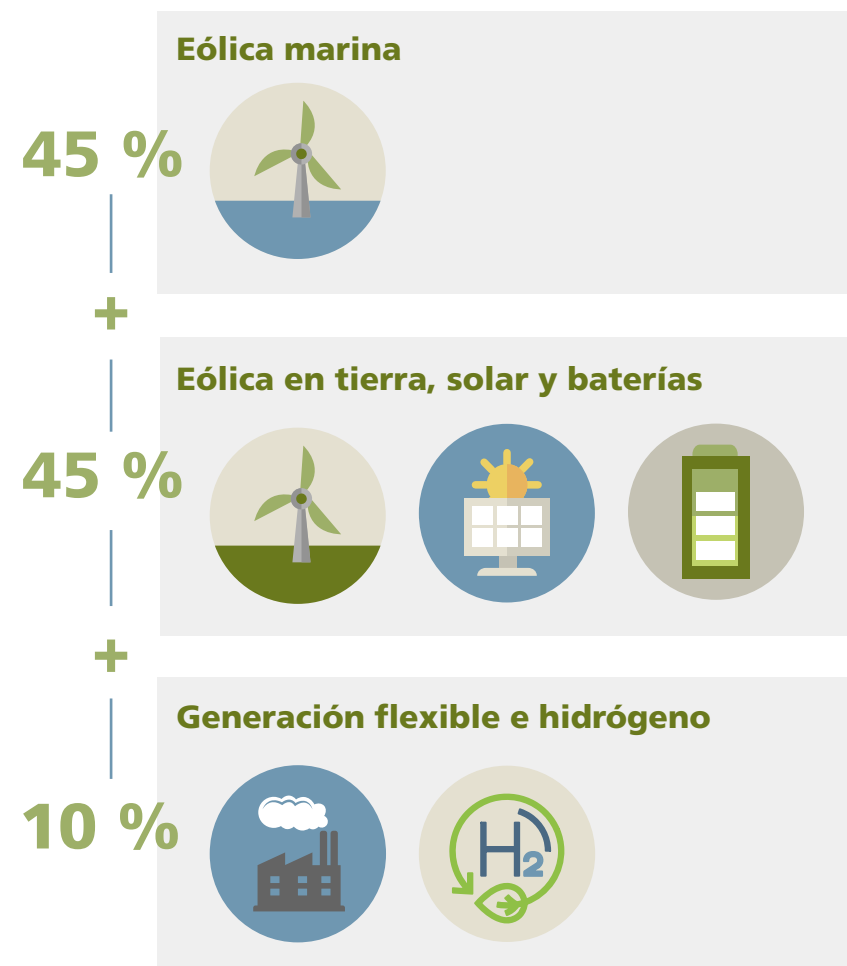 Eólica marina
45 %
+
Eólica en tierra, solar y baterías
45 %
+
Generación flexible e hidrógeno
10 %
H2